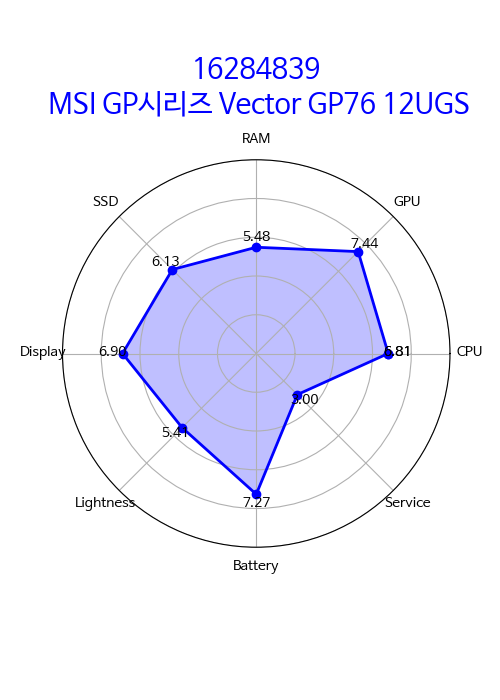 16284839
MSI GP시리즈 Vector GP76 12UGS
RAM
SSD
GPU
5.48
7.44
6.13
Display
6.90
6.81
CPU
3.00
5.41
Lightness
7.27
Service
Battery